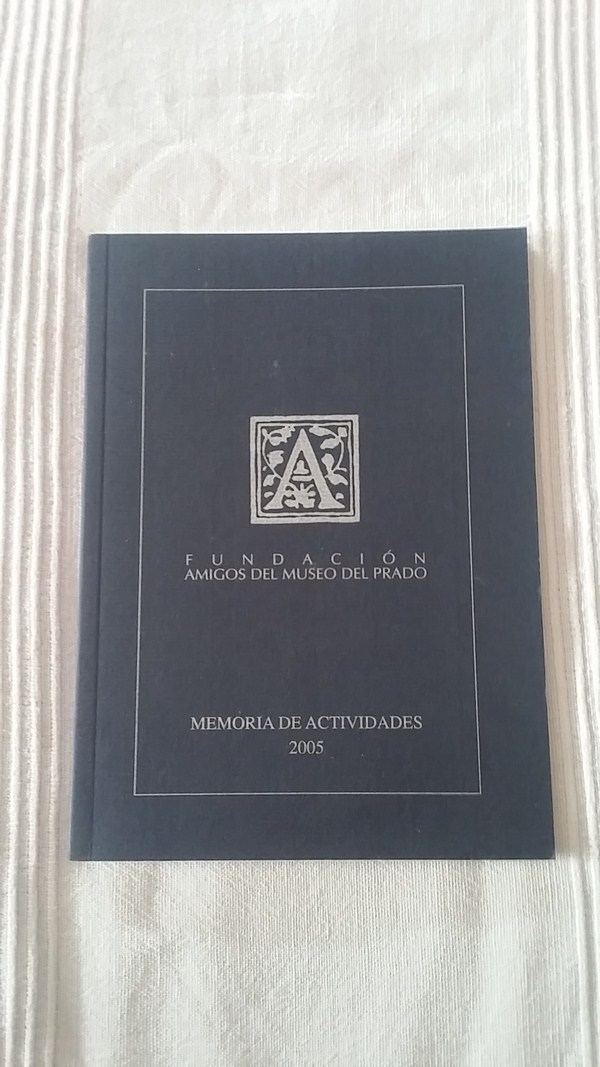 A
FUNDACIÓN
AMIGOS DEL MUSEO DEL PRADO
MEMORIA DE ACTIVIDADES
2005